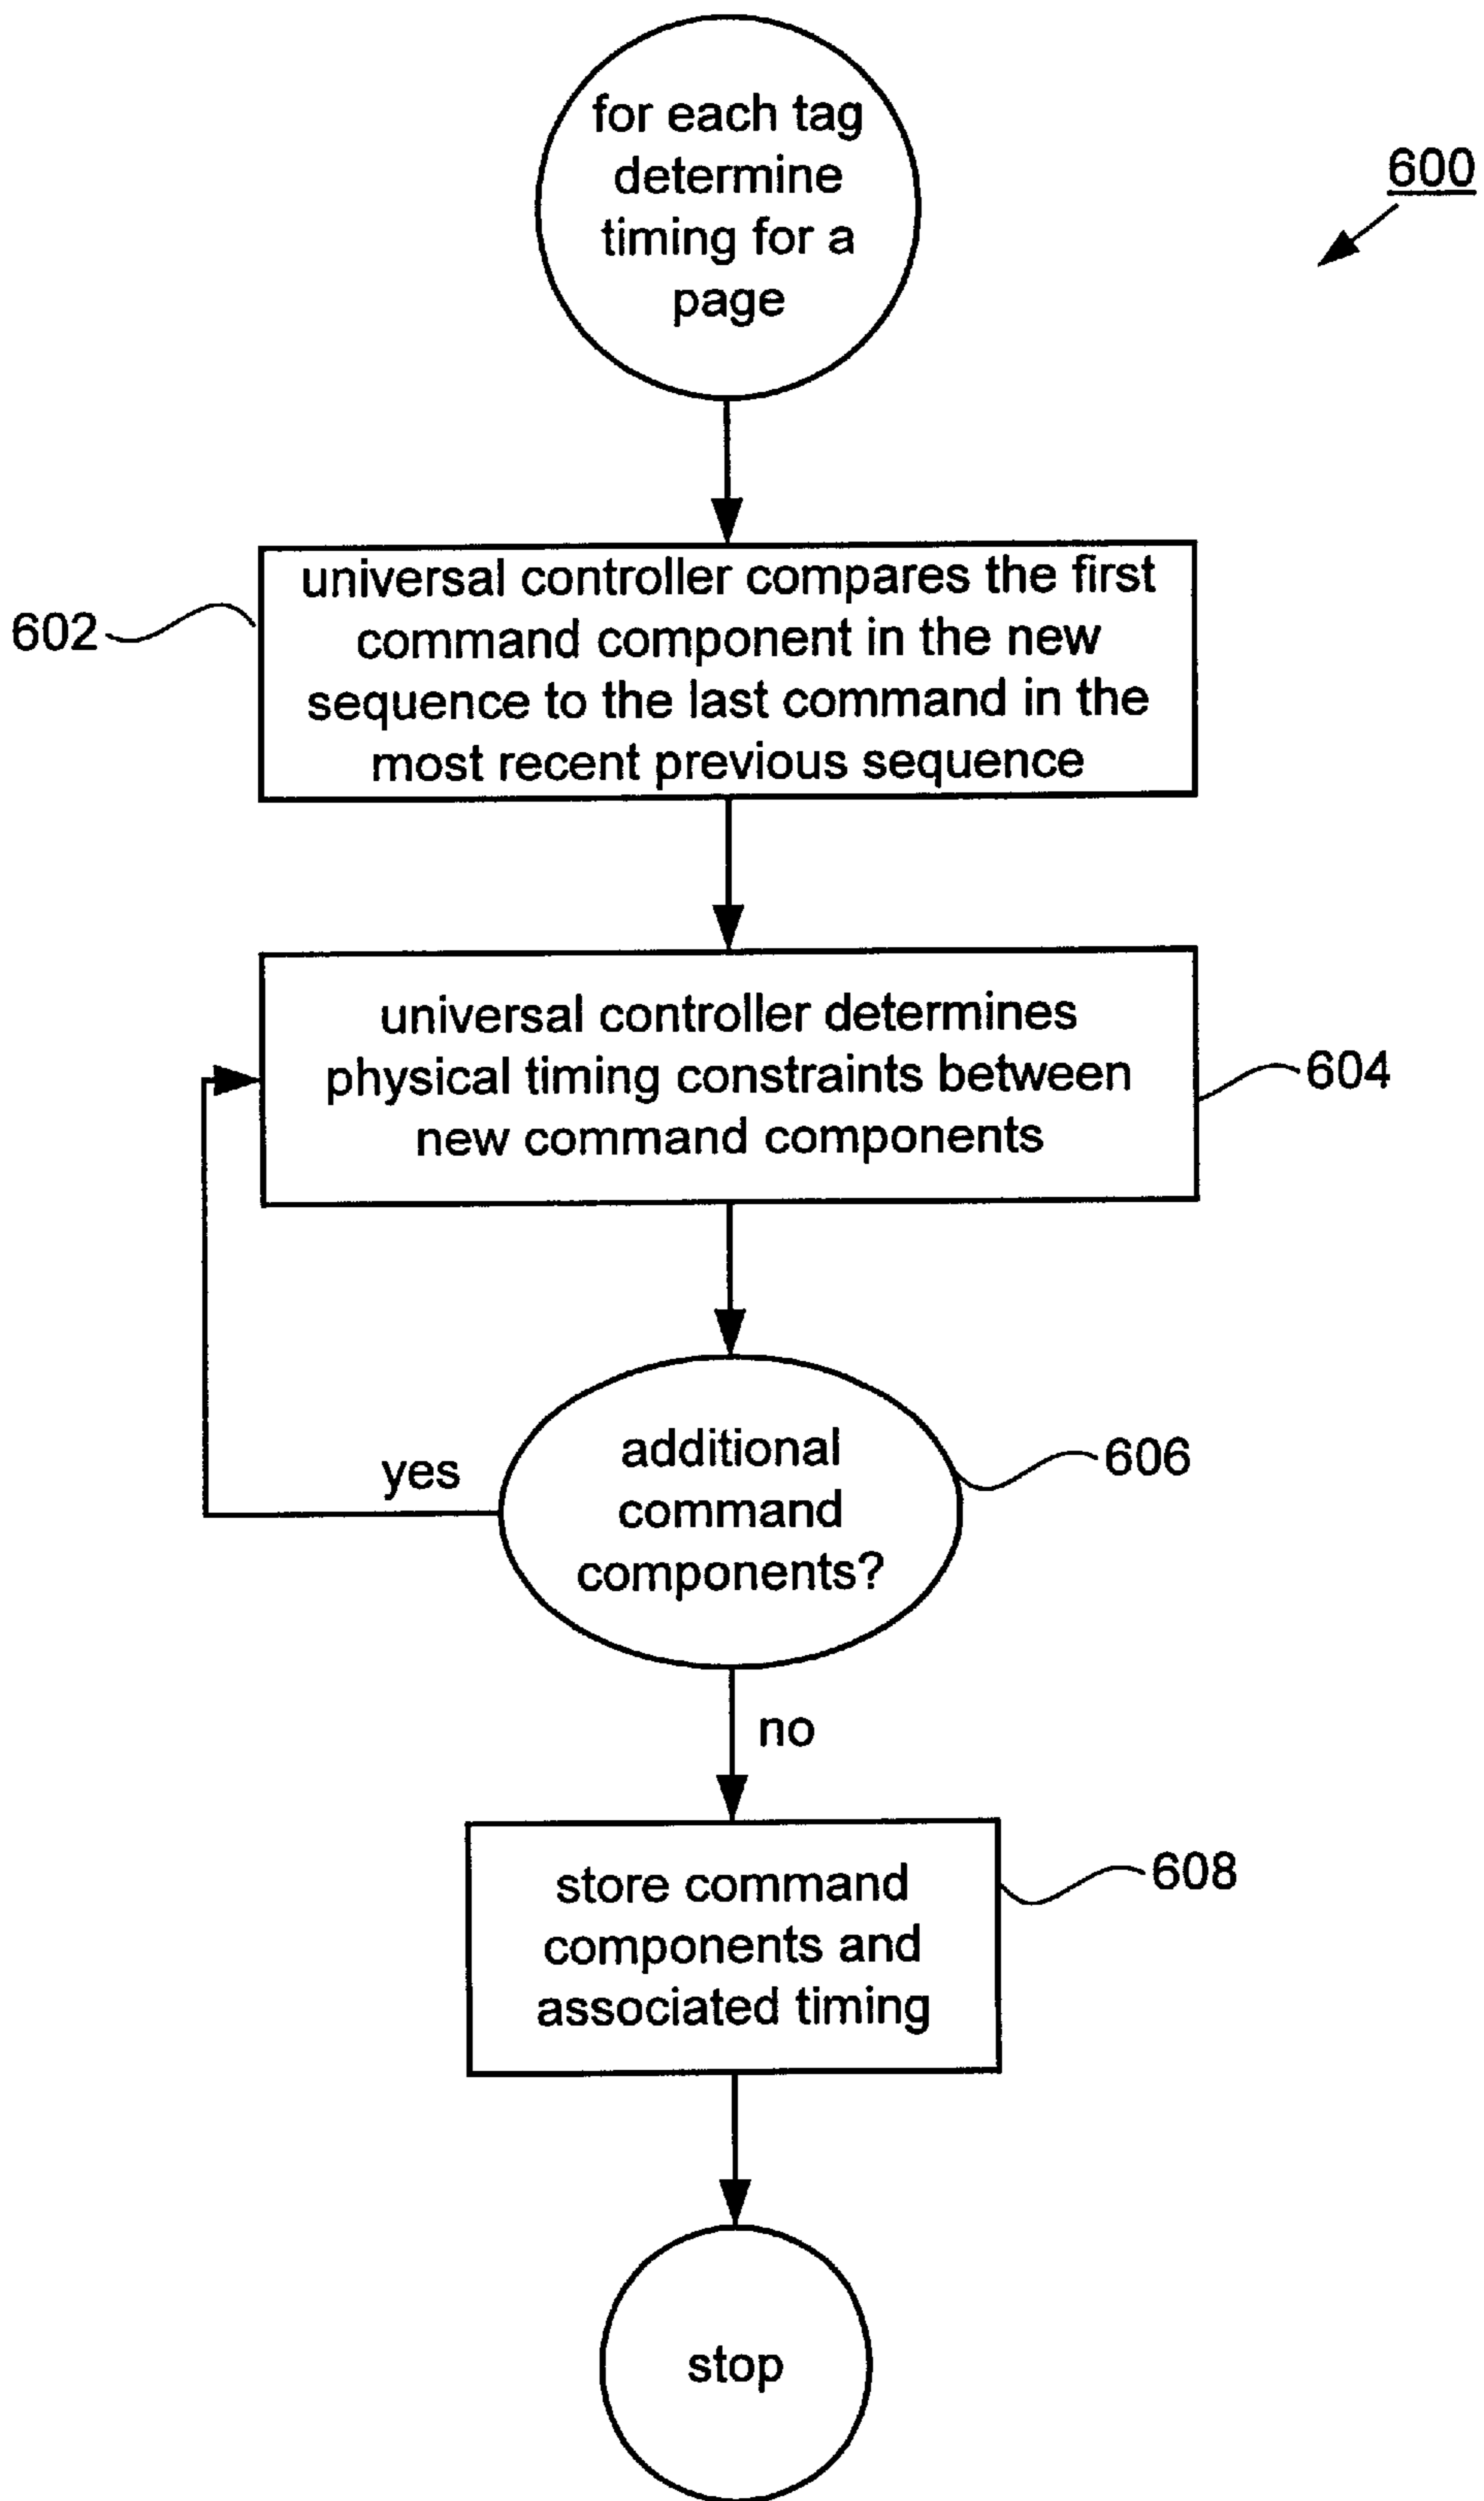 for each tag
determine
timing for a
page
600
universal controller compares the first
command component in the new
sequence to the last command in the
most recent previous sequence
602
universal controller determines
physical timing constraints between
new command components
604
additional
command
components?
606
yes
no
store command
components and
associated timing
608
stop